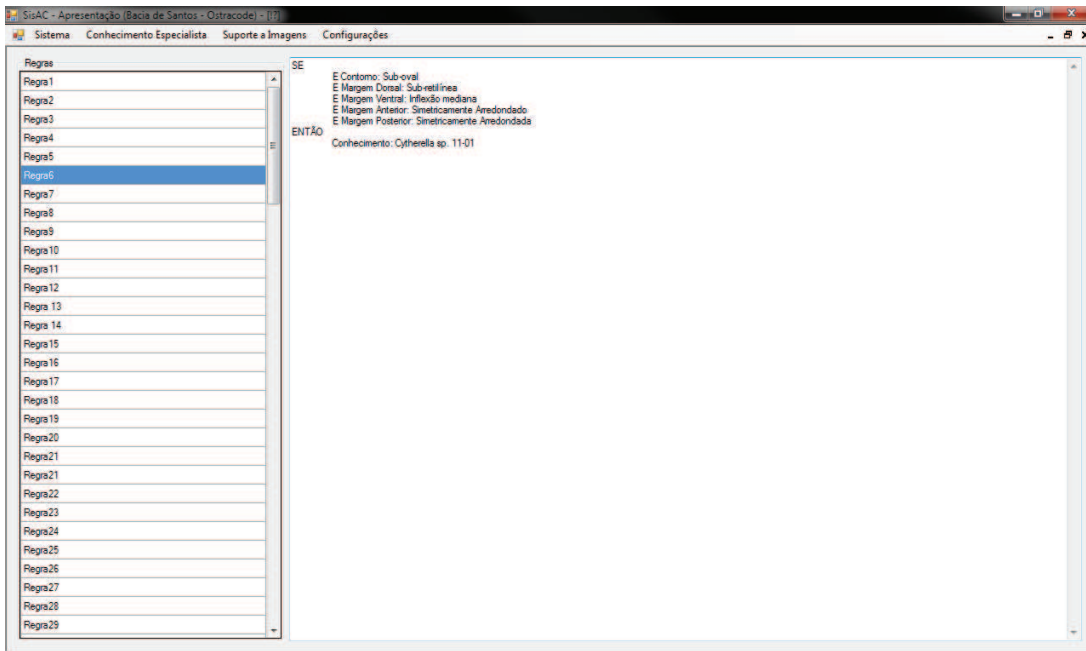 SisAC - Apresentação (Bacia de Santos - Ostracode) -
Sistema Conhecimento Especialista Suporte a Imagens Configurações
Regras
Regra1
Regra2
Regra3
Regra4
Regra5
Regra6
Regra7
Regra8
Regra9
Regra10
Regra11
Regra12
Regra 13
Regra 14
Regra15
Regra16
Regra17
Regra18
Regra19
Regra20
Regra21
Regra21
Regra22
Regra23
Regra24
Regra25
Regra26
Regra27
Regra28
Regra29
SE
E Contorno: Sub-oval
E Margem Dorsal: Sub-retilínea
E Margem Ventral: Inflexão mediana
E Margem Anterior: Simetricamente Arredondado
E Margem Posterior: Simetricamente Arredondada
ENTÃO
Conhecimento: Cytherella sp. 11-01